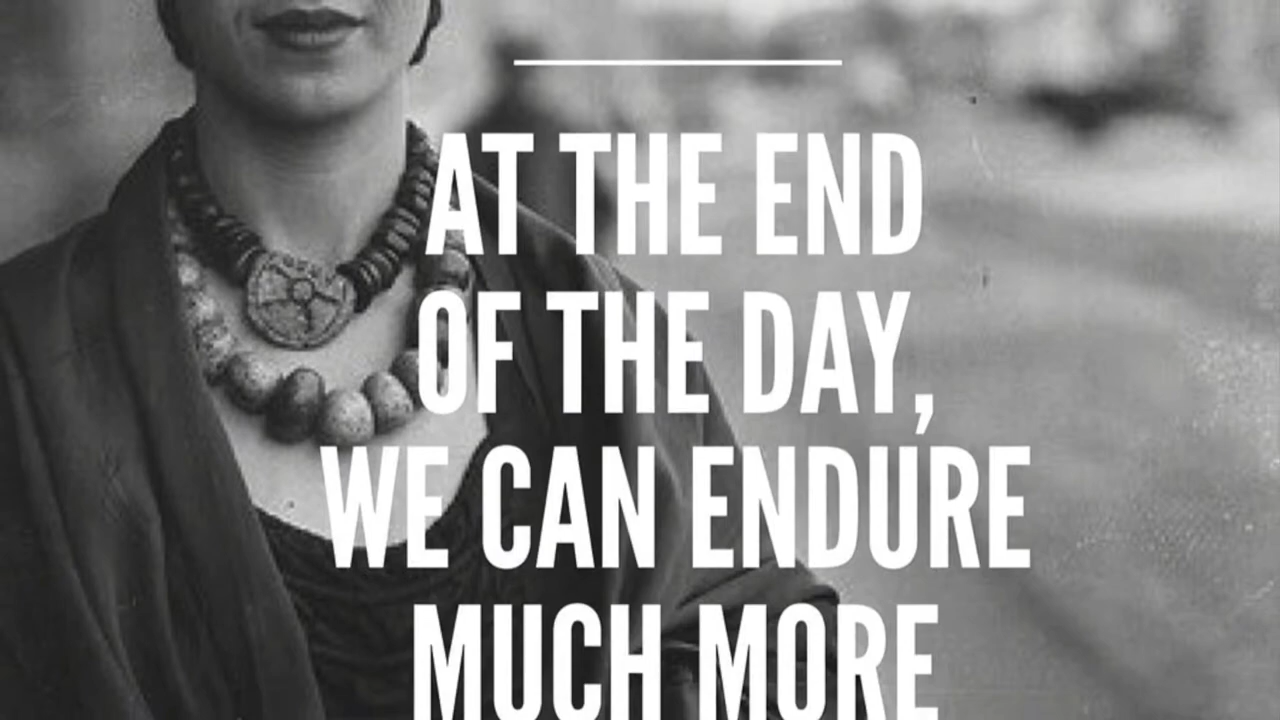 AT THE END
OF THE DAY,
WE CAN ENDURE
MUCH MORE